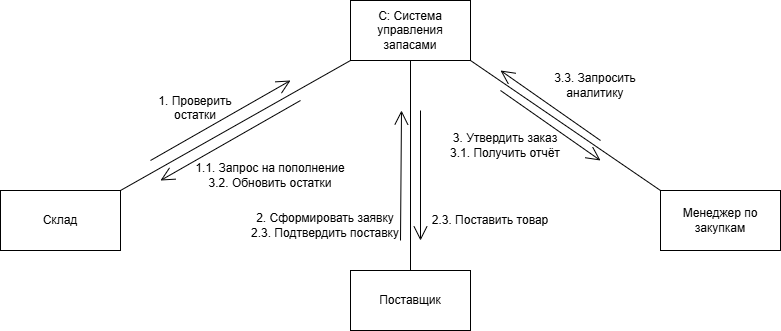 С: Система
управления
запасами
3.3. Запросить
аналитику
1. Проверить
остатки
3. Утвердить заказ
3.1. Получить отчёт
1.1. Запрос на пополнение
3.2. Обновить остатки
Склад
2. Сформировать заявку
2.3. Подтвердить поставку
2.3. Поставить товар
Менеджер по
закупкам
Поставщик